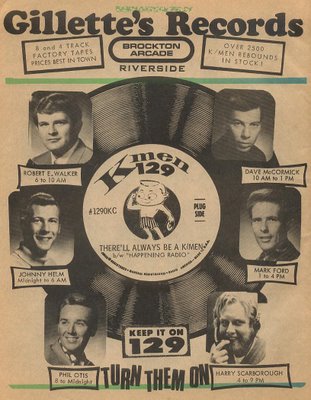 Gillette's Records
8 and 4 TRACK
FACTORY TAPES
PRICES BEST IN TOWN
BROCKTON
ARCADE
RIVERSIDE
OVER 2500
K/MEN REBOUNDS
IN STOCK!
ROBERT E. WALKER
6 to 10 AM
DAVE McCORMICK
10 AM to 1 PM
Kmen
129
#1290KC
PLUG
SIDE
THERE'LL ALWAYS BE A K/MEN
b/w "HAPPENING RADIO"
JOHNNY HELM
Midnight to 6 AM
MARK FORD
1 to 4 PM
KEEP IT ON
129
PHIL OTIS
8 to Midnight
TURN THEM ON
HARRY SCARBOROUGH
4 to 9 PM